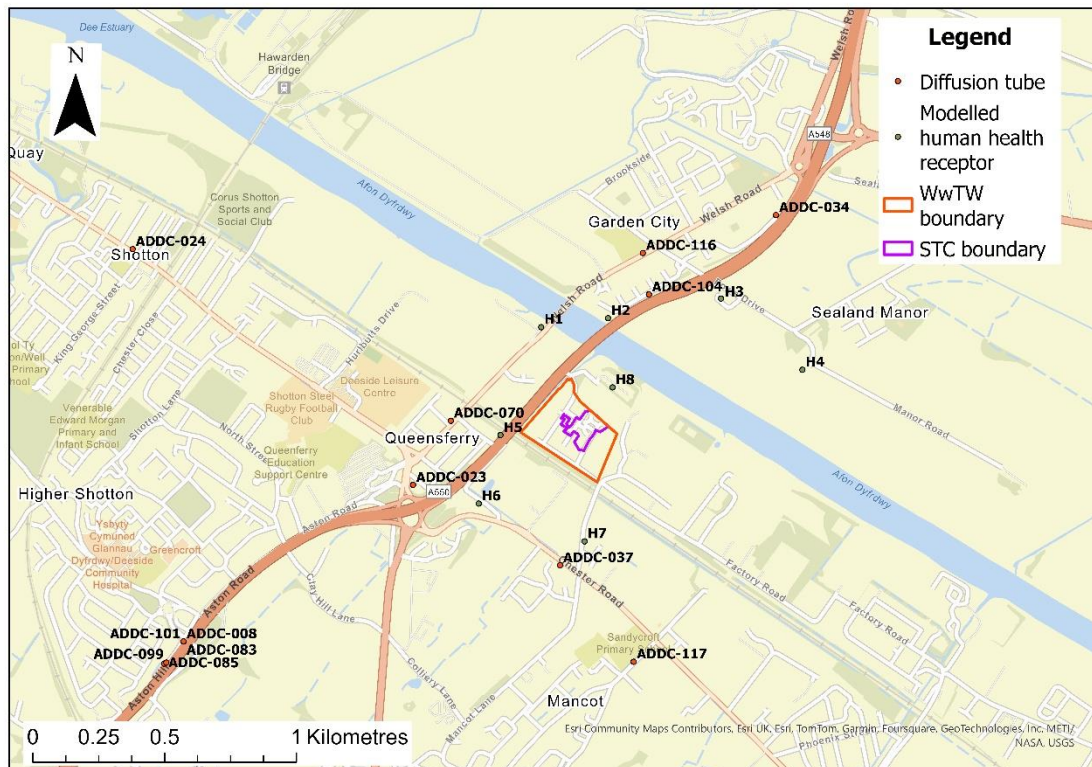 Dee Estuary
Hawarden
Bridge
Welsh Road
N
Legend
Diffusion tube
Modelled
human health
receptor
WwTW
boundary
STC boundary
A548
Quay
Corus Shotton
Sports and
Social Club
Brookside
Afon Dyfrdwy
Garden City
Welsh Road
ADDC-034
ADDC-024
Shotton
ADDC-116
King George Street
Chester Close
Hurlbutts Drive
Welsh Road
ADDC-104
H3
Drive
H2
H1
Sealand Manor
Primary
H4
Deeside Leisure
Centre
H8
Shotton Lane
Shotton Steel
Rugby Football
Club
Venerable
Edward Morgan
Primary and
Infant School
North Street
ADDC-070
Queensferry
H5
Manor Road
Queensferry
Education
Support Centre
ADDC-023
A550
H6
Afon Dyfrdwy
Higher Shotton
Aston Road
Ysbyty
Cymunod
Glannau
Dyfrdwy/Deeside
Community
Hospital
Greencroft
H7
ADDC-037
Chester Road
Factory Road
Factory Road
Aston Road
Clay Hill Lane
ADDC-101
ADDC-008
ADDC-083
ADDC-099
ADDC-085
Aston Hill
Colliery Lane
Mancot Lane
Sandycroft
Primary
ADDC-117
Mancot
Phoenix Street
0 0.25 0.5 1 Kilometres
Esri Community Maps Contributors, Esri UK, Esri, TomTom, Garmin, Foursquare, GeoTechnologies, Inc, METI/
NASA, USGS